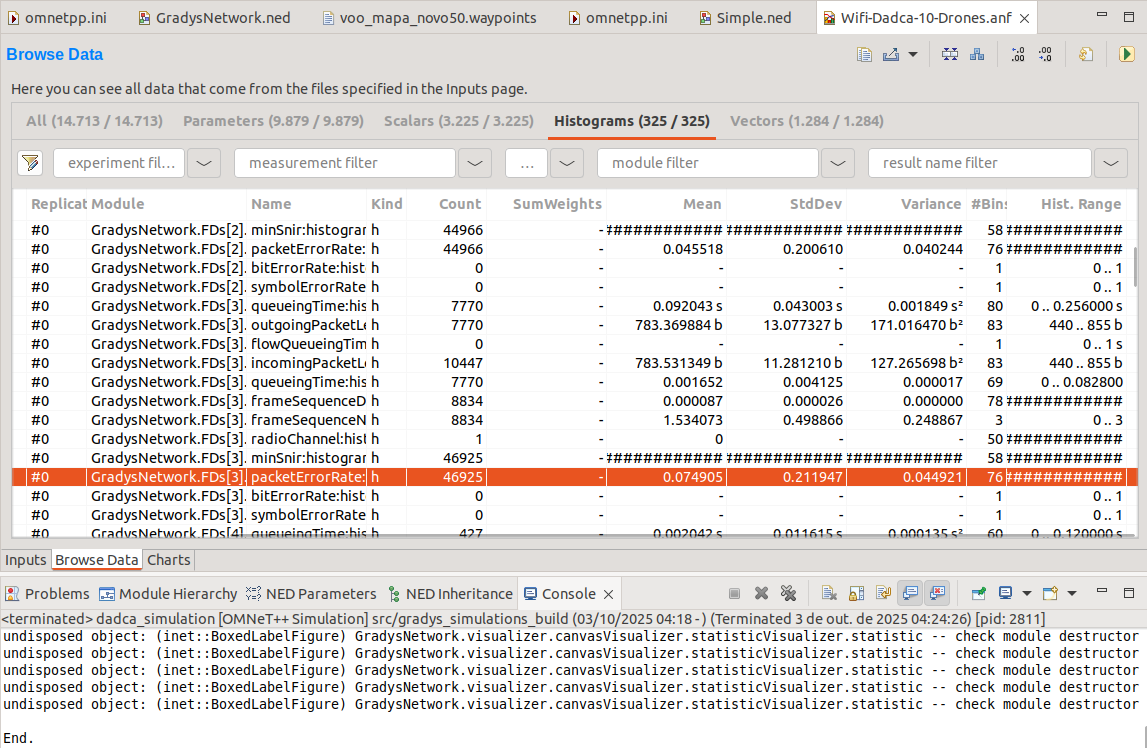 omnetpp.ini GradysNetwork.ned voo_mapa_novo50.waypoints omnetpp.ini Simple.ned Wifi-Dadca-10-Drones.anf
Browse Data
Here you can see all data that come from the files specified in the Inputs page.
All (14.713 / 14.713) Parameters (9.879 / 9.879) Scalars (3.225 / 3.225) Histograms (325 / 325) Vectors (1.284 / 1.284)
experiment fil... measurement filter ... module filter result name filter
Replicat Module Name Kind Count SumWeights Mean StdDev Variance #Bins Hist. Range
#0 GradysNetwork.FDs[2]. minSnir:histogram h 44966 - ############ ############ ############ 58 ############
#0 GradysNetwork.FDs[2]. packetErrorRate: h 44966 - 0.045518 0.200610 0.040244 76 ############
#0 GradysNetwork.FDs[2]. bitErrorRate:hist h 0 - - - - 1 0 .. 1
#0 GradysNetwork.FDs[2]. symbolErrorRate h 0 - - - - 1 0 .. 1
#0 GradysNetwork.FDs[3]. queueingTime:his h 7770 - 0.092043 s 0.043003 s 0.001849 s² 80 0 .. 0.256000 s
#0 GradysNetwork.FDs[3]. outgoingPacketLe h 7770 - 783.369884 b 13.077327 b 171.016470 b² 83 440 .. 855 b
#0 GradysNetwork.FDs[3]. flowQueueingTim h 0 - - - - 1 0 .. 1 s
#0 GradysNetwork.FDs[3]. incomingPacketLe h 10447 - 783.531349 b 11.281210 b 127.265698 b² 83 440 .. 855 b
#0 GradysNetwork.FDs[3]. queueingTime:his h 7770 - 0.001652 0.004125 0.000017 69 0 .. 0.082800
#0 GradysNetwork.FDs[3]. frameSequenceD h 8834 - 0.000087 0.000026 0.000000 78 ############
#0 GradysNetwork.FDs[3]. frameSequenceN h 8834 - 1.534073 0.498866 0.248867 3 0 .. 3
#0 GradysNetwork.FDs[3]. radioChannel:hist h 1 - 0 - - 50 ############
#0 GradysNetwork.FDs[3]. minSnir:histogram h 46925 - ############ ############ ############ 58 ############
#0 GradysNetwork.FDs[3]. packetErrorRate: h 46925 - 0.074905 0.211947 0.044921 76 ############
#0 GradysNetwork.FDs[3]. bitErrorRate:hist h 0 - - - - 1 0 .. 1
#0 GradysNetwork.FDs[3]. symbolErrorRate h 0 - - - - 1 0 .. 1
#0 GradysNetwork.FDs[4]. queueingTime:his h 427 - 0.002042 s 0.011615 s 0.000135 s² 60 0 .. 0.120000 s
Inputs Browse Data Charts
Problems Module Hierarchy NED Parameters NED Inheritance Console
<terminated> dadca_simulation [OMNeT++ Simulation] src/gradys_simulations_build (03/10/2025 04:18 -) (Terminated 3 de out. de 2025 04:24:26) [pid: 2811]
undisposed object: (inet::BoxedLabelFigure) GradysNetwork.visualizer.canvasVisualizer.statisticVisualizer.statistic -- check module destructor
undisposed object: (inet::BoxedLabelFigure) GradysNetwork.visualizer.canvasVisualizer.statisticVisualizer.statistic -- check module destructor
undisposed object: (inet::BoxedLabelFigure) GradysNetwork.visualizer.canvasVisualizer.statisticVisualizer.statistic -- check module destructor
undisposed object: (inet::BoxedLabelFigure) GradysNetwork.visualizer.canvasVisualizer.statisticVisualizer.statistic -- check module destructor
undisposed object: (inet::BoxedLabelFigure) GradysNetwork.visualizer.canvasVisualizer.statisticVisualizer.statistic -- check module destructor
End.